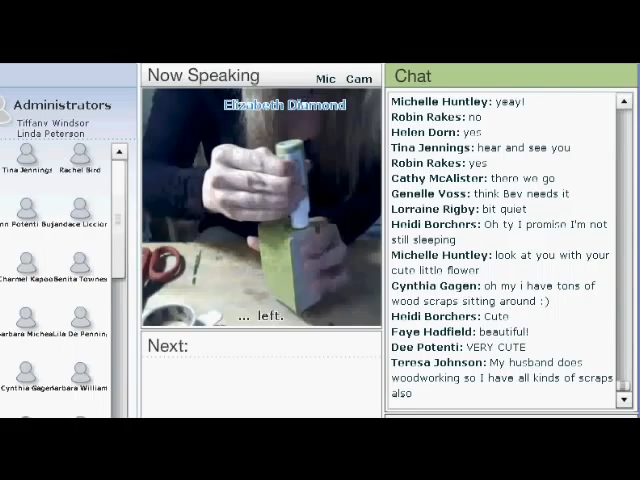 Administrators
Tiffany Windsor
Linda Peterson
Tina Jennings
Rachel Bird
Now Speaking
Mic Cam
Elizabeth Diamond
... left.
Next:
Chat
Michelle Huntley: yeay!
Robin Rakes: no
Helen Dorn: yes
Tina Jennings: hear and see you
Robin Rakes: yes
Cathy McAlister: there we go
Genelle Voss: think Bev needs it
Lorraine Rigby: bit quiet
Heidi Borchers: Oh ty I promise I'm not
still sleeping
Michelle Huntley: look at you with your
cute little flower
Cynthia Gagen: oh my i have tons of
wood scraps sitting around :)
Heidi Borchers: Cute
Faye Hadfield: beautiful!
Dee Potenti: VERY CUTE
Teresa Johnson: My husband does
woodworking so I have all kinds of scraps
also